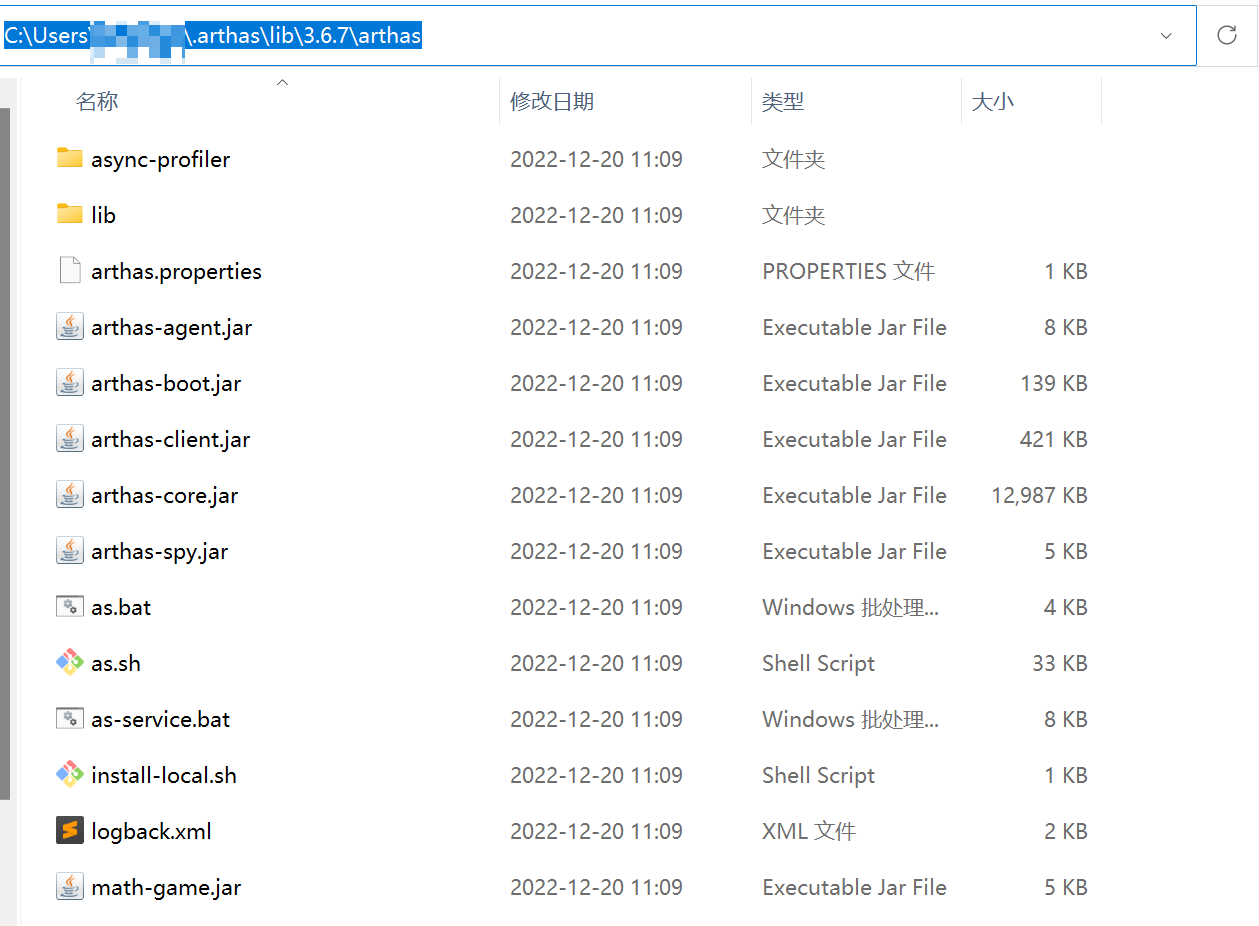 C:\Users\ \.arthas\lib\3.6.7\arthas
名称 修改日期 类型 大小
async-profiler 2022-12-20 11:09 文件夹
lib 2022-12-20 11:09 文件夹
arthas.properties 2022-12-20 11:09 PROPERTIES 文件 1 KB
arthas-agent.jar 2022-12-20 11:09 Executable Jar File 8 KB
arthas-boot.jar 2022-12-20 11:09 Executable Jar File 139 KB
arthas-client.jar 2022-12-20 11:09 Executable Jar File 421 KB
arthas-core.jar 2022-12-20 11:09 Executable Jar File 12,987 KB
arthas-spy.jar 2022-12-20 11:09 Executable Jar File 5 KB
as.bat 2022-12-20 11:09 Windows 批处理... 4 KB
as.sh 2022-12-20 11:09 Shell Script 33 KB
as-service.bat 2022-12-20 11:09 Windows 批处理... 8 KB
install-local.sh 2022-12-20 11:09 Shell Script 1 KB
logback.xml 2022-12-20 11:09 XML 文件 2 KB
math-game.jar 2022-12-20 11:09 Executable Jar File 5 KB